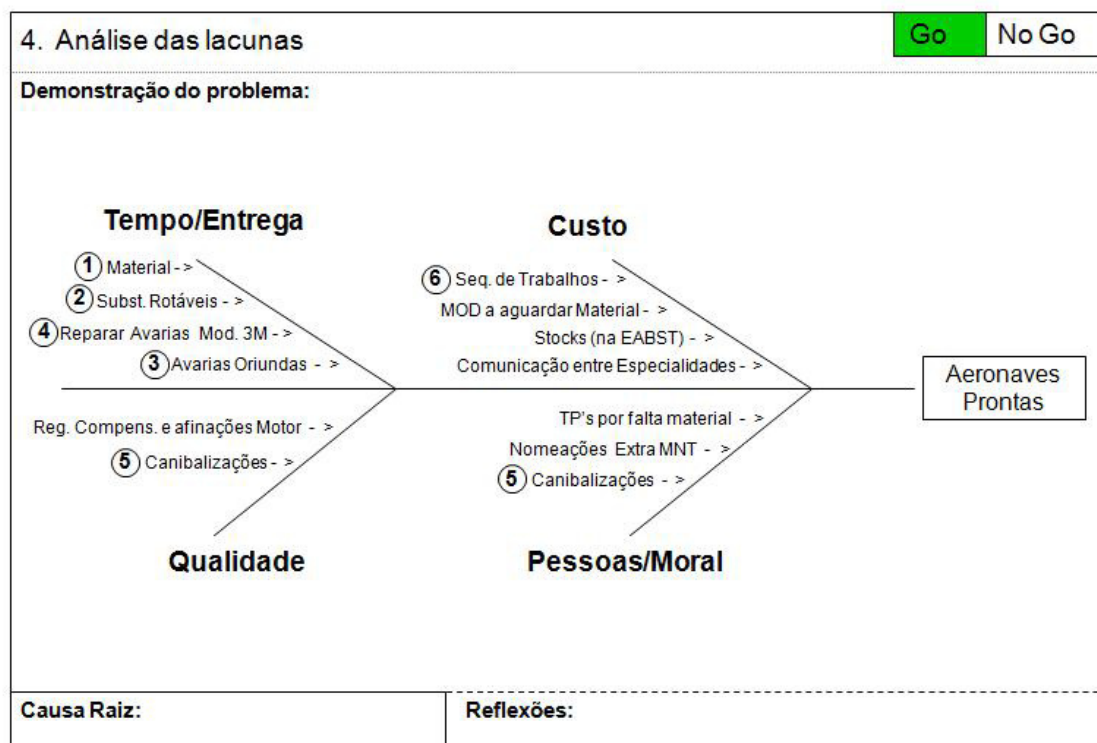 4. Análise das lacunas
Go
No Go
Demonstração do problema:
Tempo/Entrega
1 Material - >
2 Subst. Rotáveis - >
4 Reparar Avarias Mod. 3M - >
3 Avarias Oriundas - >
Custo
6 Seq. de Trabalhos - >
MOD a aguardar Material - >
Stocks (na EABST) - >
Comunicação entre Especialidades - >
Aeronaves
Prontas
Reg. Compens. e afinações Motor - >
5 Canibalizações - >
Qualidade
TP's por falta material - >
Nomeações Extra MNT - >
5 Canibalizações - >
Pessoas/Moral
Causa Raiz:
Reflexões: